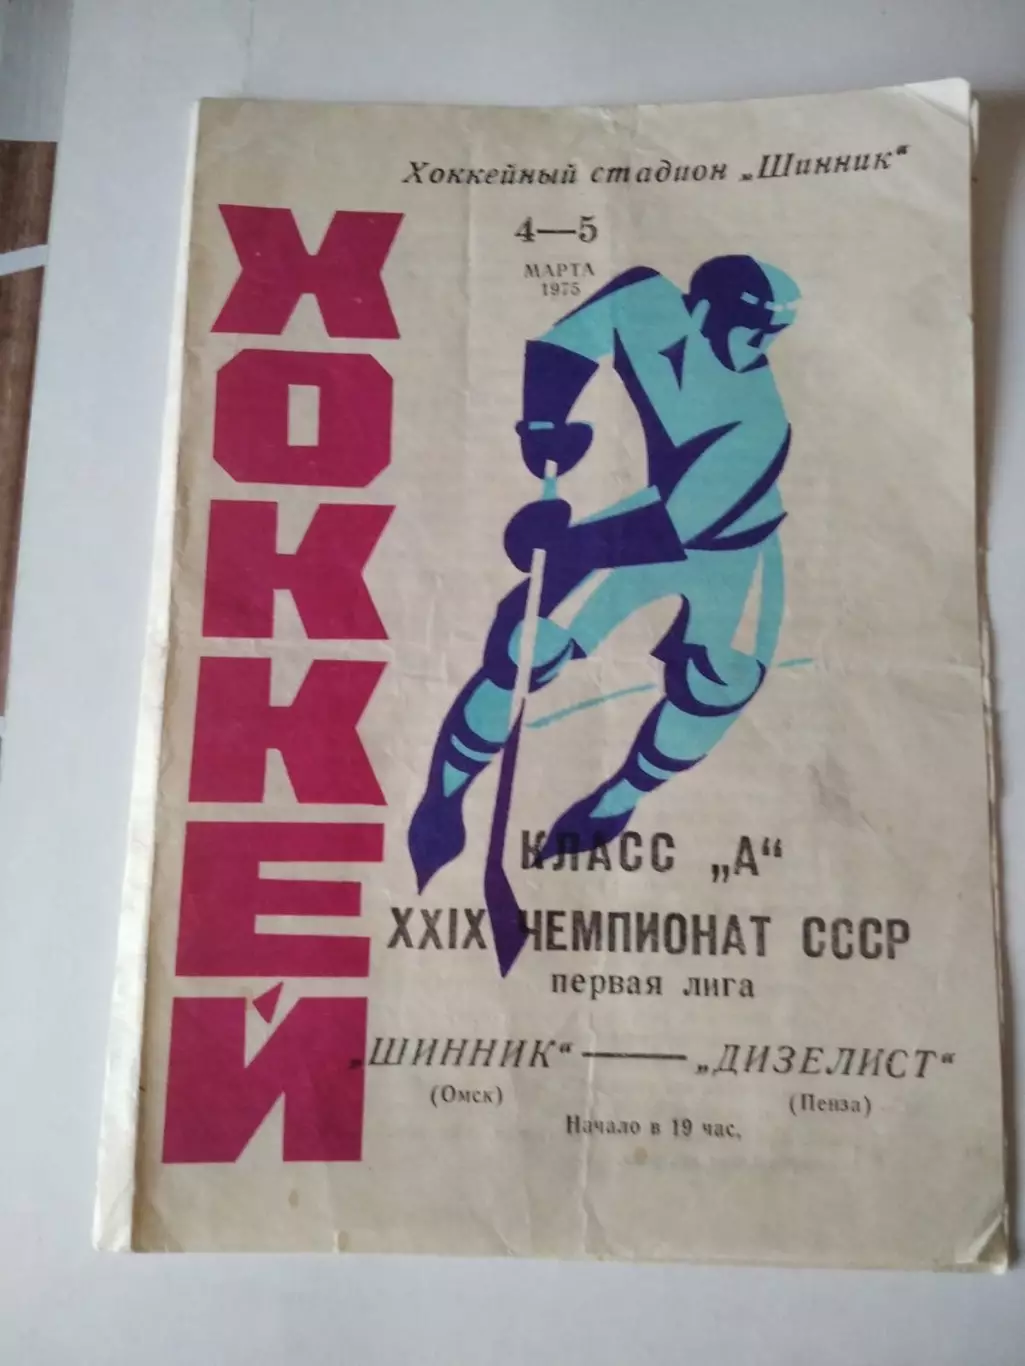 Хоккейный стадион „Шинник“
4—5
МАРТА
1975
ХОККЕЙ
КЛАСС „А“
XXIX ЧЕМПИОНАТ СССР
первая лига
„ШИННИК“ — „ДИЗЕЛИСТ“
(Омск) (Пенза)
Начало в 19 час,